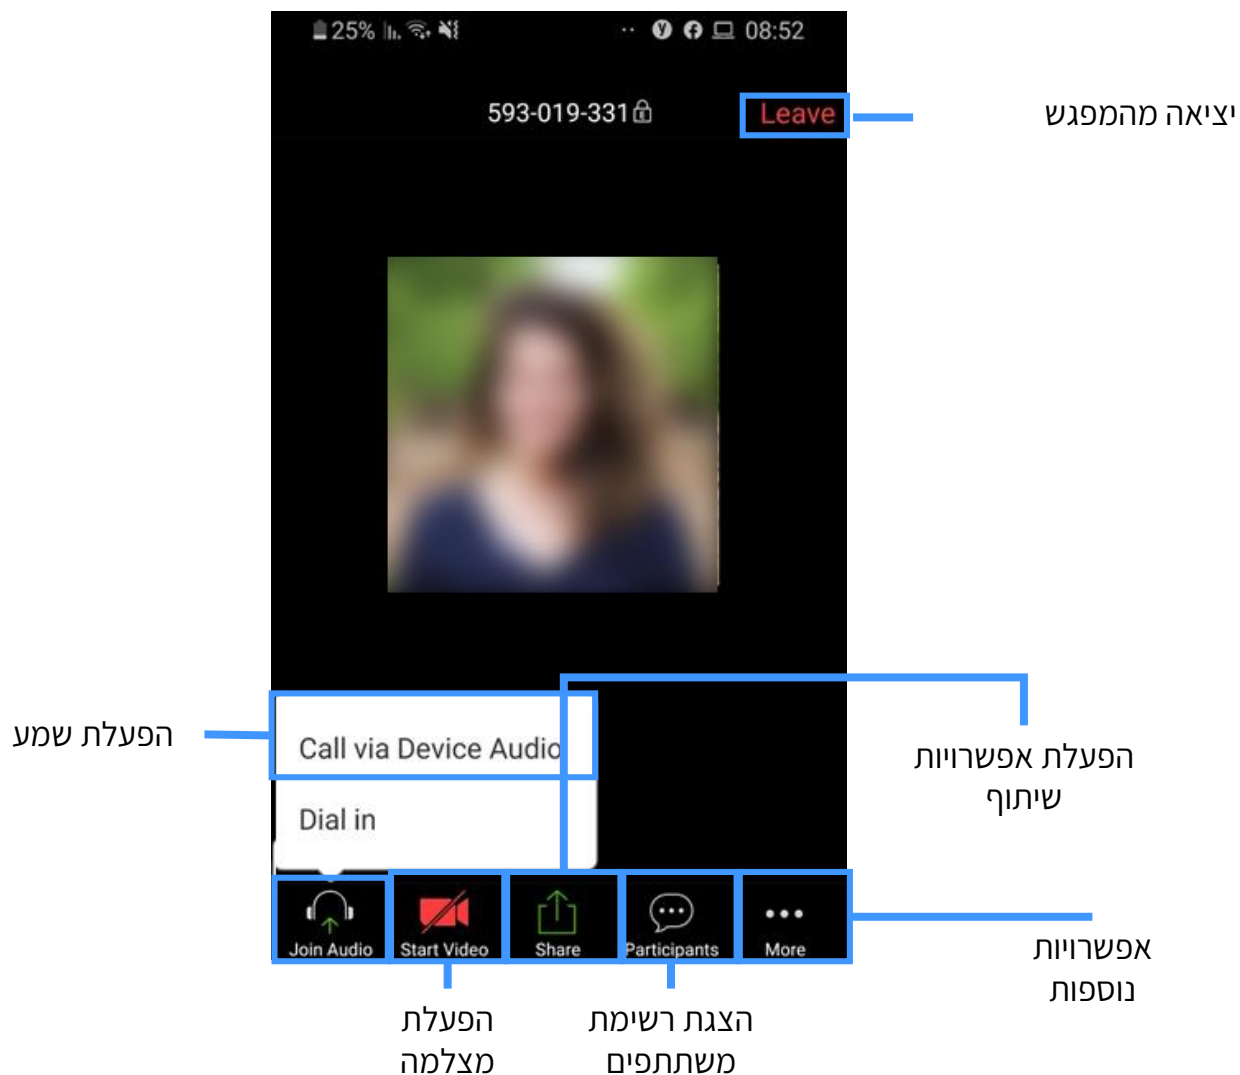 25%
08:52
593-019-331
Leave
יציאה מהמפגש
Call via Device Audio
הפעלת שמע
הפעלת אפשרויות
שיתוף
Dial in
Join Audio
Start Video
Share
Participants
More
אפשרויות
נוספות
הפעלת
מצלמה
הצגת רשימת
משתתפים